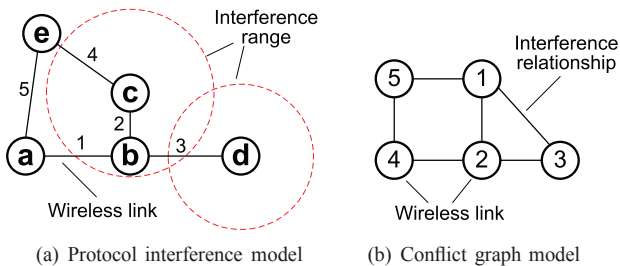 Interference
range
e
4
5
c
2
1
3
a
b
d
Wireless link
(a) Protocol interference model
Interference
relationship
5
1
4
2
3
Wireless link
(b) Conflict graph model